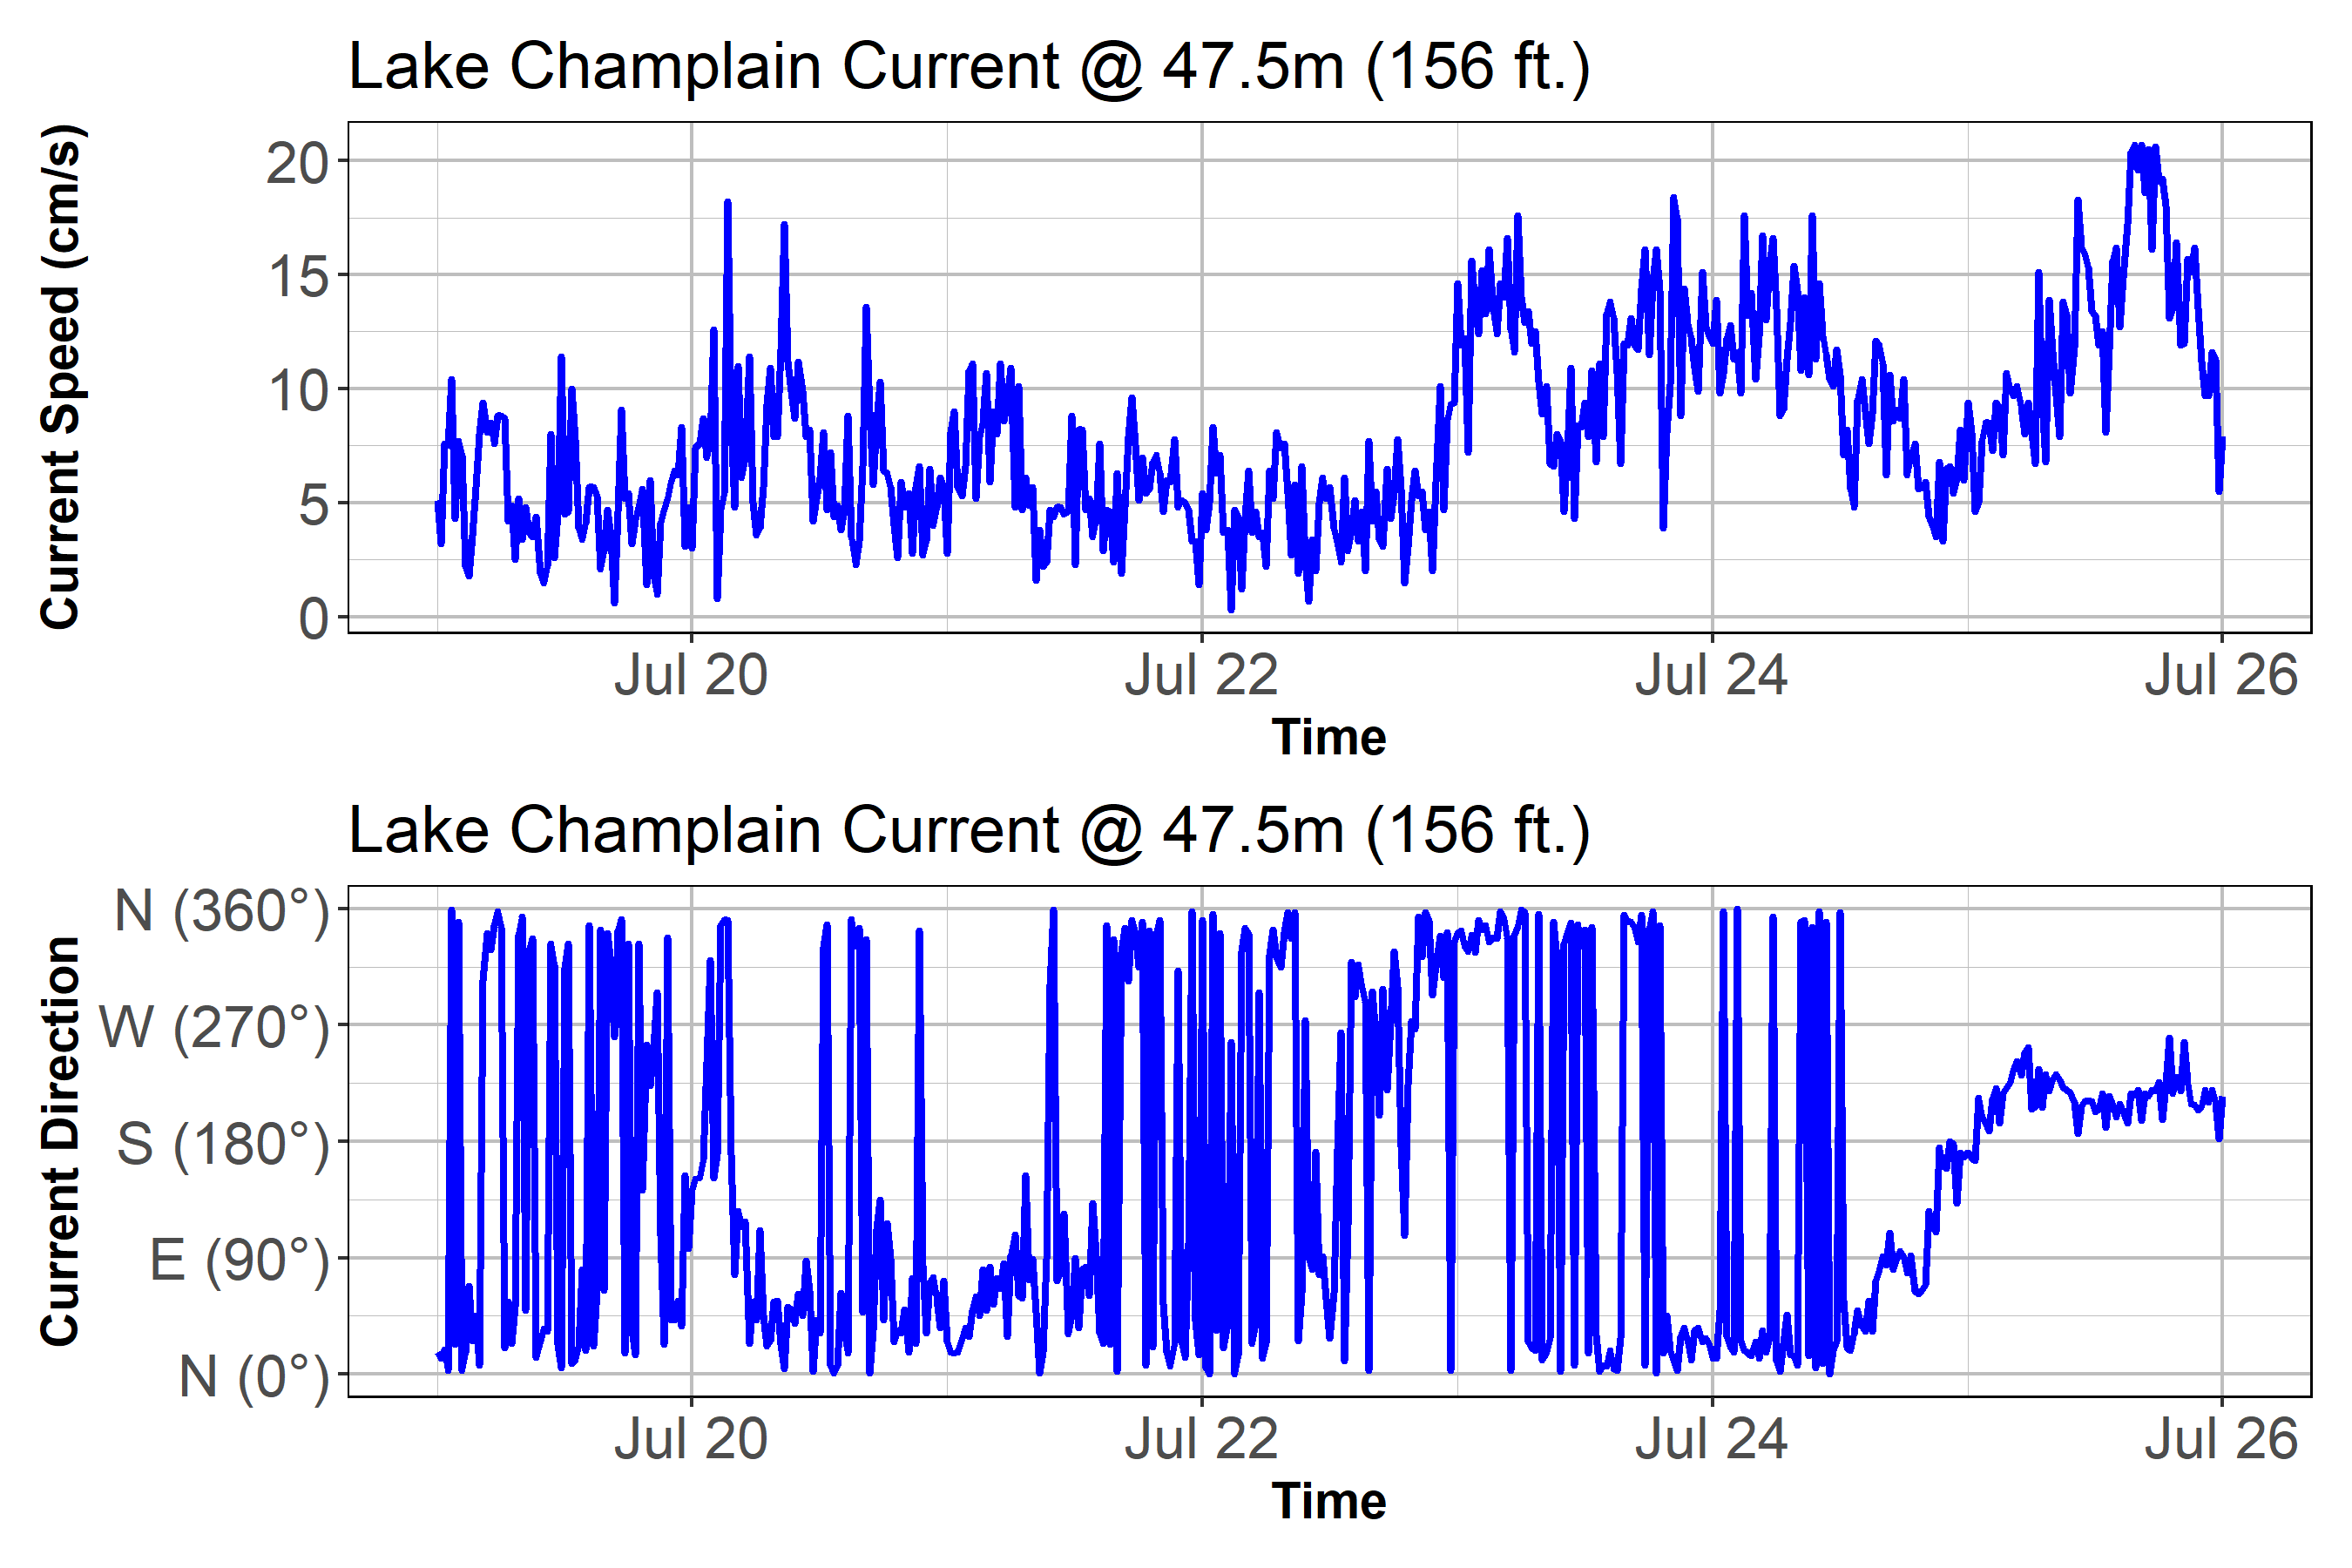 Lake Champlain Current @ 47.5m (156 ft.)
Current Speed (cm/s)
20
15
10
5
0
Jul 20 Jul 22 Jul 24 Jul 26
Time
Lake Champlain Current @ 47.5m (156 ft.)
Current Direction
N (360°)
W (270°)
S (180°)
E (90°)
N (0°)
Jul 20 Jul 22 Jul 24 Jul 26
Time